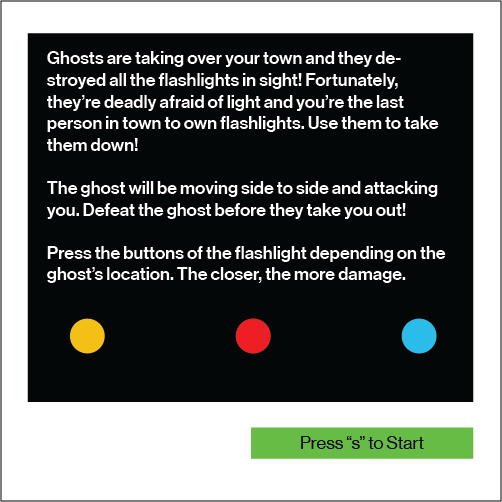 Ghosts are taking over your town and they de-
stroyed all the flashlights in sight! Fortunately,
they’re deadly afraid of light and you’re the last
person in town to own flashlights. Use them to take
them down!
The ghost will be moving side to side and attacking
you. Defeat the ghost before they take you out!
Press the buttons of the flashlight depending on the
ghost’s location. The closer, the more damage.
Press “s” to Start